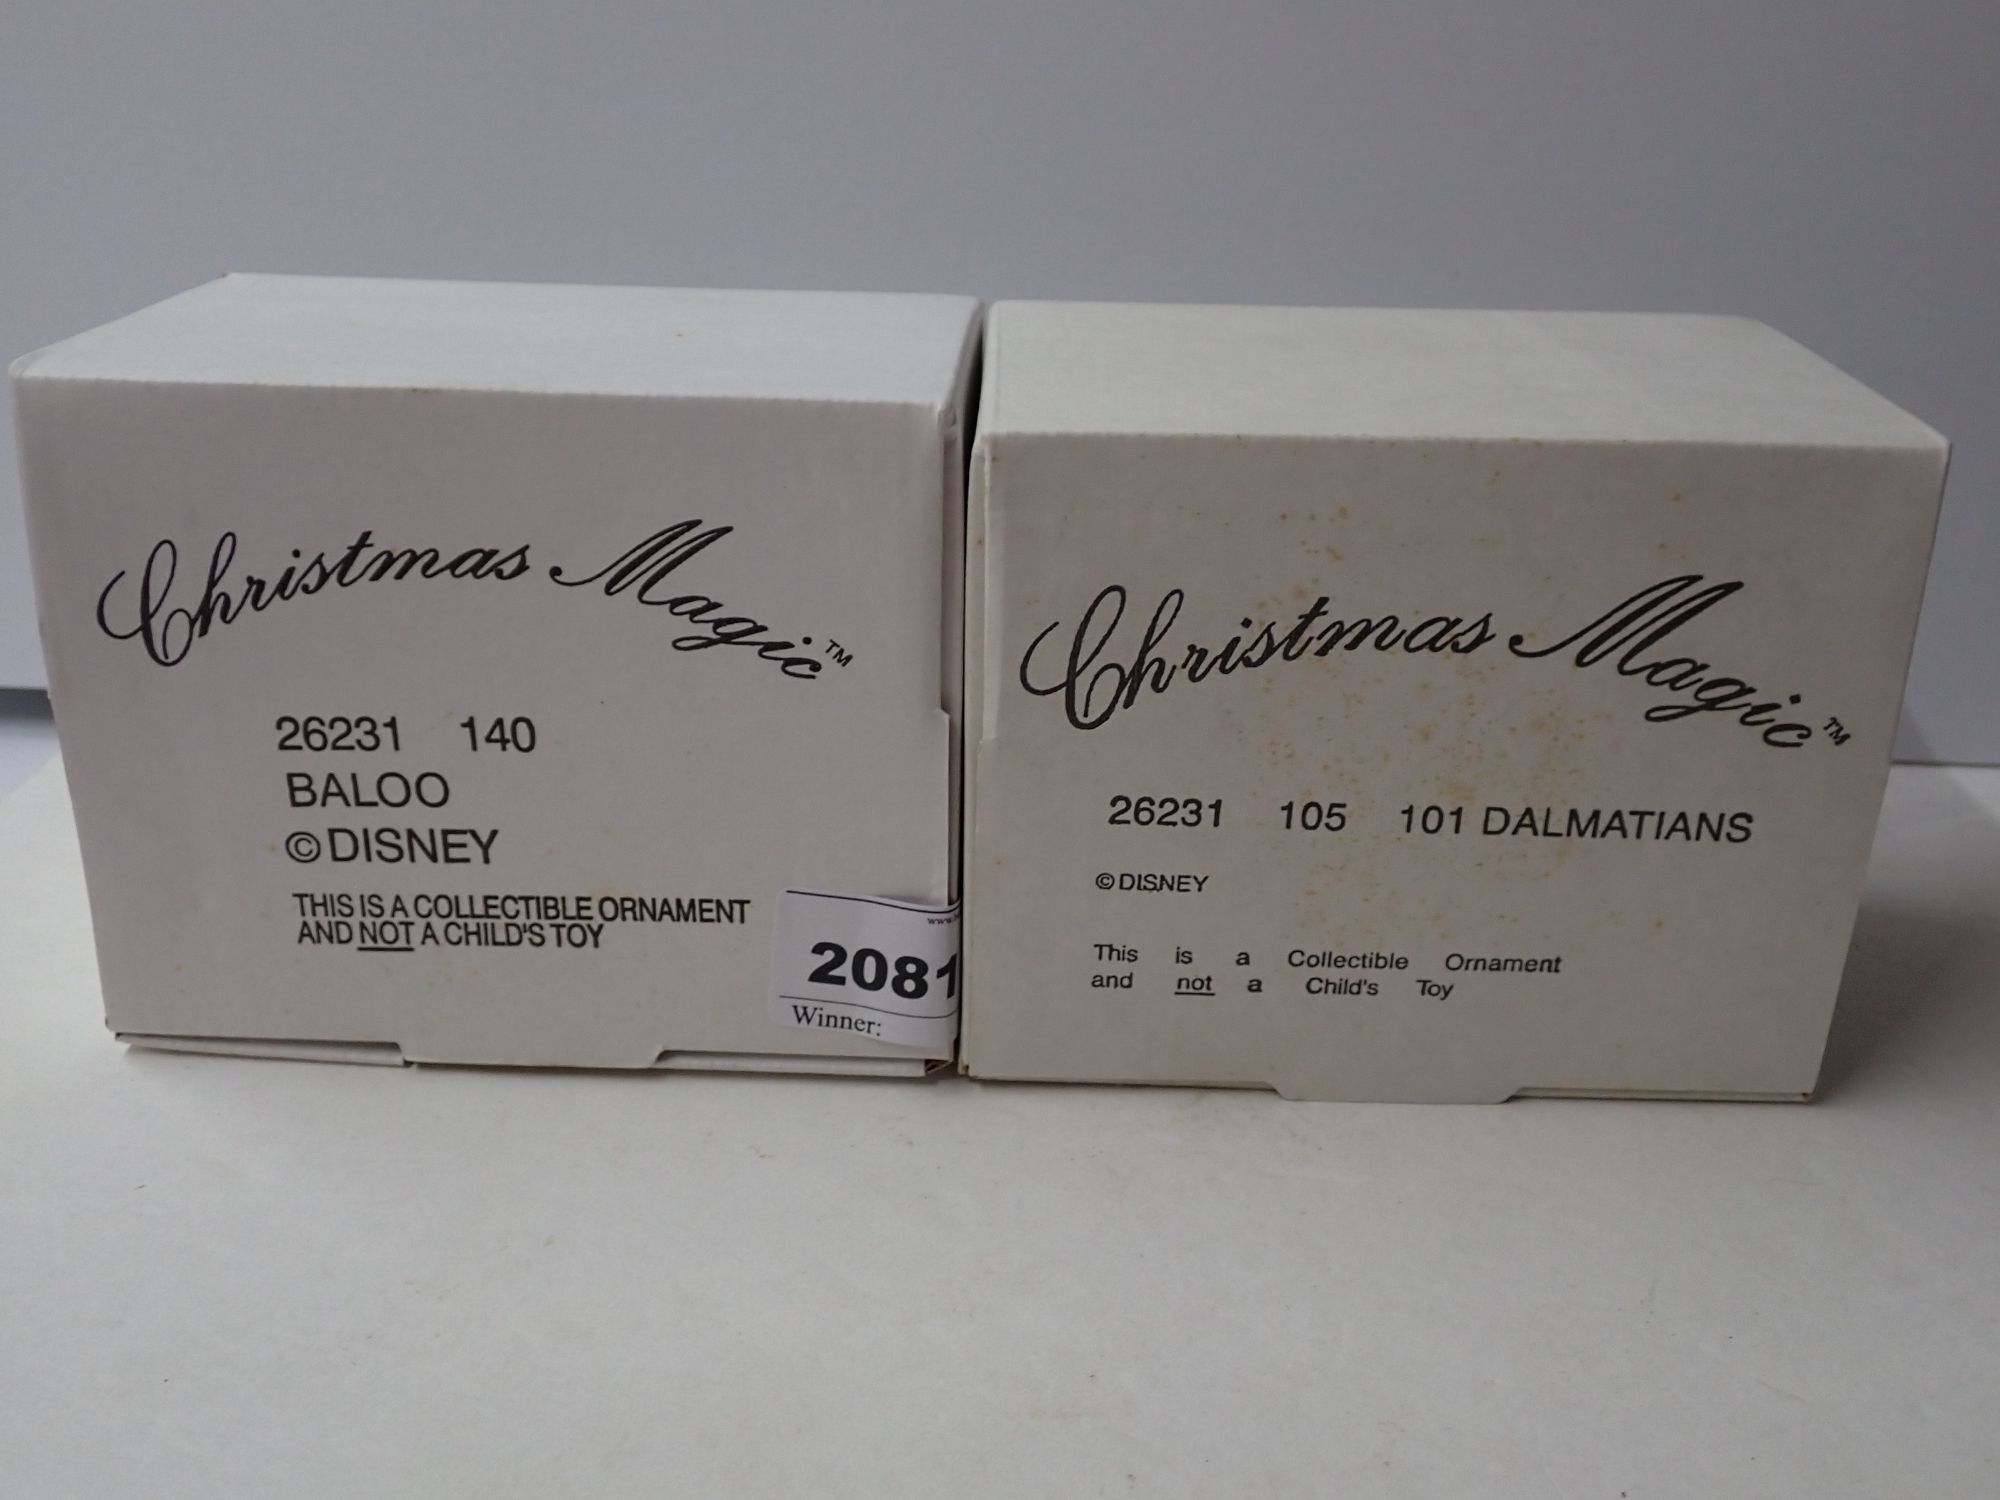 Christmas Magic™
26231 140
BALOO
©DISNEY
THIS IS A COLLECTIBLE ORNAMENT
AND NOT A CHILD'S TOY
2081
Winner:
Christmas Magic™
26231 105 101 DALMATIANS
©DISNEY
This is a Collectible Ornament
and not a Child's Toy